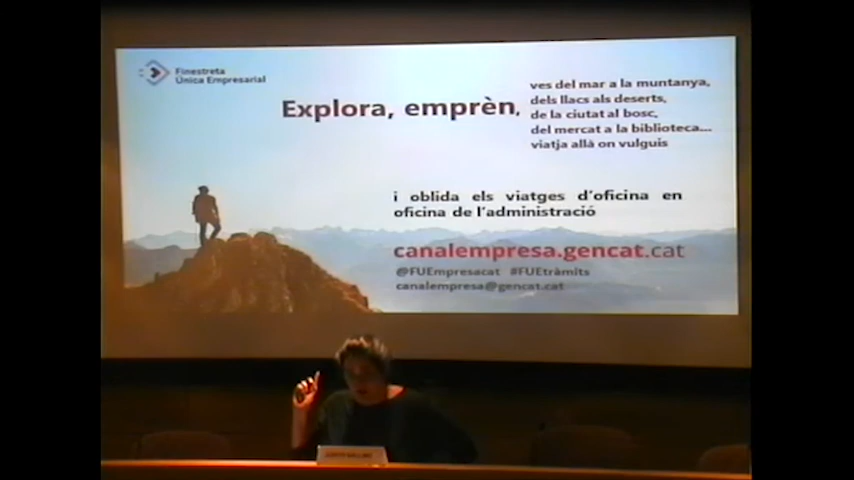 Finestreta
Única Empresarial
Explora, emprèn,
ves del mar a la muntanya,
dels llacs als deserts,
de la ciutat al bosc,
del mercat a la biblioteca...
viatja allà on vulguis
i oblida els viatges d'oficina en
oficina de l'administració
canalempresa.gencat.cat
@FUEmpresacat #FUEtràmits
canalempresa@gencat.cat